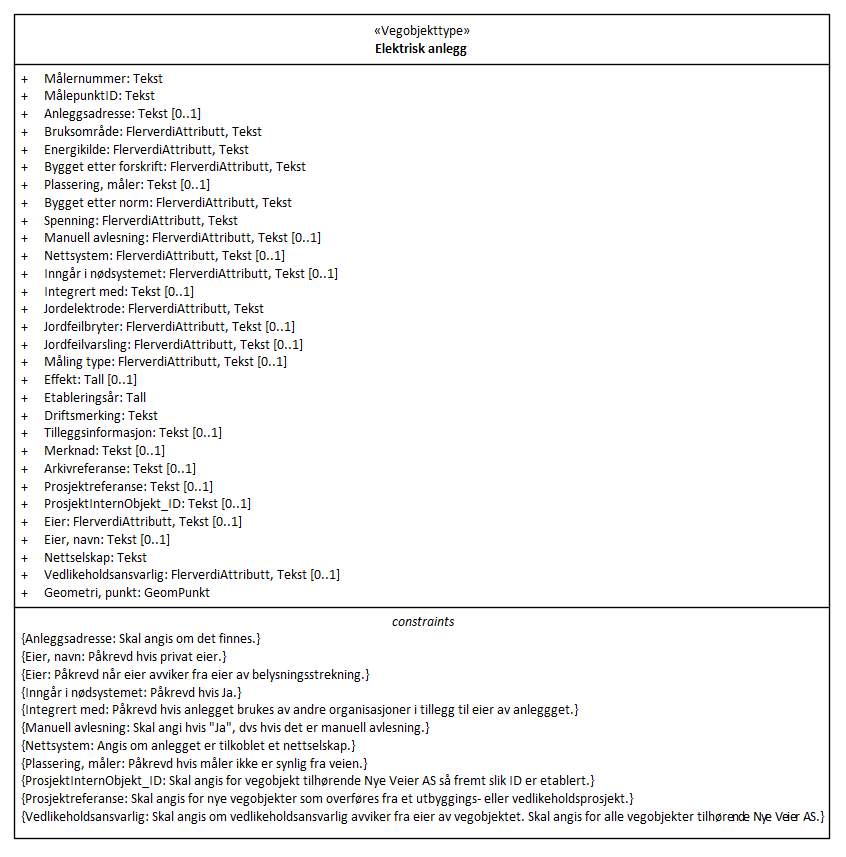 «Vegobjekttype»
Elektrisk anlegg
+ Målernummer: Tekst
+ MålepunktID: Tekst
+ Anleggsadresse: Tekst [0..1]
+ Bruksområde: FlerverdiAttributt, Tekst
+ Energikilde: FlerverdiAttributt, Tekst
+ Bygget etter forskrift: FlerverdiAttributt, Tekst
+ Plassering, måler: Tekst [0..1]
+ Bygget etter norm: FlerverdiAttributt, Tekst
+ Spenning: FlerverdiAttributt, Tekst
+ Manuell avlesning: FlerverdiAttributt, Tekst [0..1]
+ Nettsystem: FlerverdiAttributt, Tekst [0..1]
+ Inngår i nødsystemet: FlerverdiAttributt, Tekst [0..1]
+ Integrert med: Tekst [0..1]
+ Jordelektrode: FlerverdiAttributt, Tekst
+ Jordfeilbryter: FlerverdiAttributt, Tekst [0..1]
+ Jordfeilvarsling: FlerverdiAttributt, Tekst [0..1]
+ Måling type: FlerverdiAttributt, Tekst [0..1]
+ Effekt: Tall [0..1]
+ Etableringsår: Tall
+ Driftsmerking: Tekst
+ Tilleggsinformasjon: Tekst [0..1]
+ Merknad: Tekst [0..1]
+ Arkivreferanse: Tekst [0..1]
+ Prosjektreferanse: Tekst [0..1]
+ ProsjektInternObjekt_ID: Tekst [0..1]
+ Eier: FlerverdiAttributt, Tekst [0..1]
+ Eier, navn: Tekst [0..1]
+ Nettselskap: Tekst
+ Vedlikeholdsansvarlig: FlerverdiAttributt, Tekst [0..1]
+ Geometri, punkt: GeomPunkt
constraints
{Anleggsadresse: Skal angis om det finnes.}
{Eier, navn: Påkrevd hvis privat eier.}
{Eier: Påkrevd når eier avviker fra eier av belysningsstrekning.}
{Inngår i nødsystemet: Påkrevd hvis Ja.}
{Integrert med: Påkrevd hvis anlegget brukes av andre organisasjoner i tillegg til eier av anleggget.}
{Manuell avlesning: Skal angi hvis "Ja", dvs hvis det er manuell avlesning.}
{Nettsystem: Angis om anlegget er tilkoblet et nettselskap.}
{Plassering, måler: Påkrevd hvis måler ikke er synlig fra veien.}
{ProsjektInternObjekt_ID: Skal angis for vegobjekt tilhørende Nye Veier AS så fremt slik ID er etablert.}
{Prosjektreferanse: Skal angis for nye vegobjekter som overføres fra et utbyggings- eller vedlikeholdsprosjekt.}
{Vedlikeholdsansvarlig: Skal angis om vedlikeholdsansvarlig avviker fra eier av vegobjektet. Skal angis for alle vegobjekter tilhørende Nye Veier AS.}